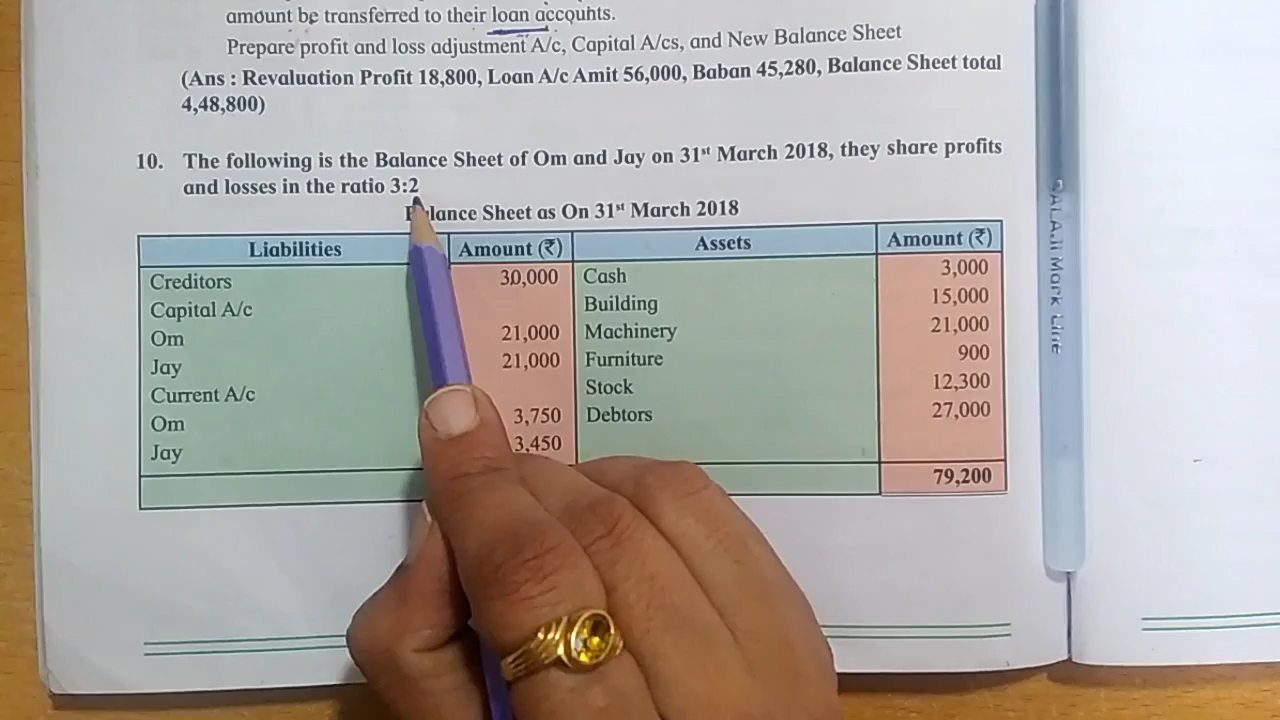 amount be transferred to their loan accounts.
Prepare profit and loss adjustment A/c, Capital A/cs, and New Balance Sheet
(Ans : Revaluation Profit 18,800, Loan A/c Amit 56,000, Baban 45,280, Balance Sheet total
4,48,800)
10. The following is the Balance Sheet of Om and Jay on 31st March 2018, they share profits
and losses in the ratio 3:2
Balance Sheet as On 31st March 2018
Liabilities Amount (₹) Assets Amount (₹)
Creditors 30,000 Cash 3,000
Capital A/c Building 15,000
Om 21,000 Machinery 21,000
Jay 21,000 Furniture 900
Current A/c Stock 12,300
Om 3,750 Debtors 27,000
Jay 3,450
79,200
BALAJI Mark Line